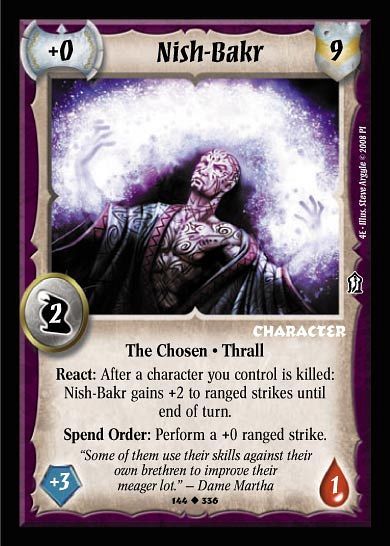 +0
Nish-Bakr
9
4E • Illus. Steve Argyle © 2008 PI
2
CHARACTER
The Chosen • Thrall
React: After a character you control is killed:
Nish-Bakr gains +2 to ranged strikes until
end of turn.
Spend Order: Perform a +0 ranged strike.
“Some of them use their skills against their
own brethren to improve their
meager lot.” – Dame Martha
+3
144 ◆ 336
1